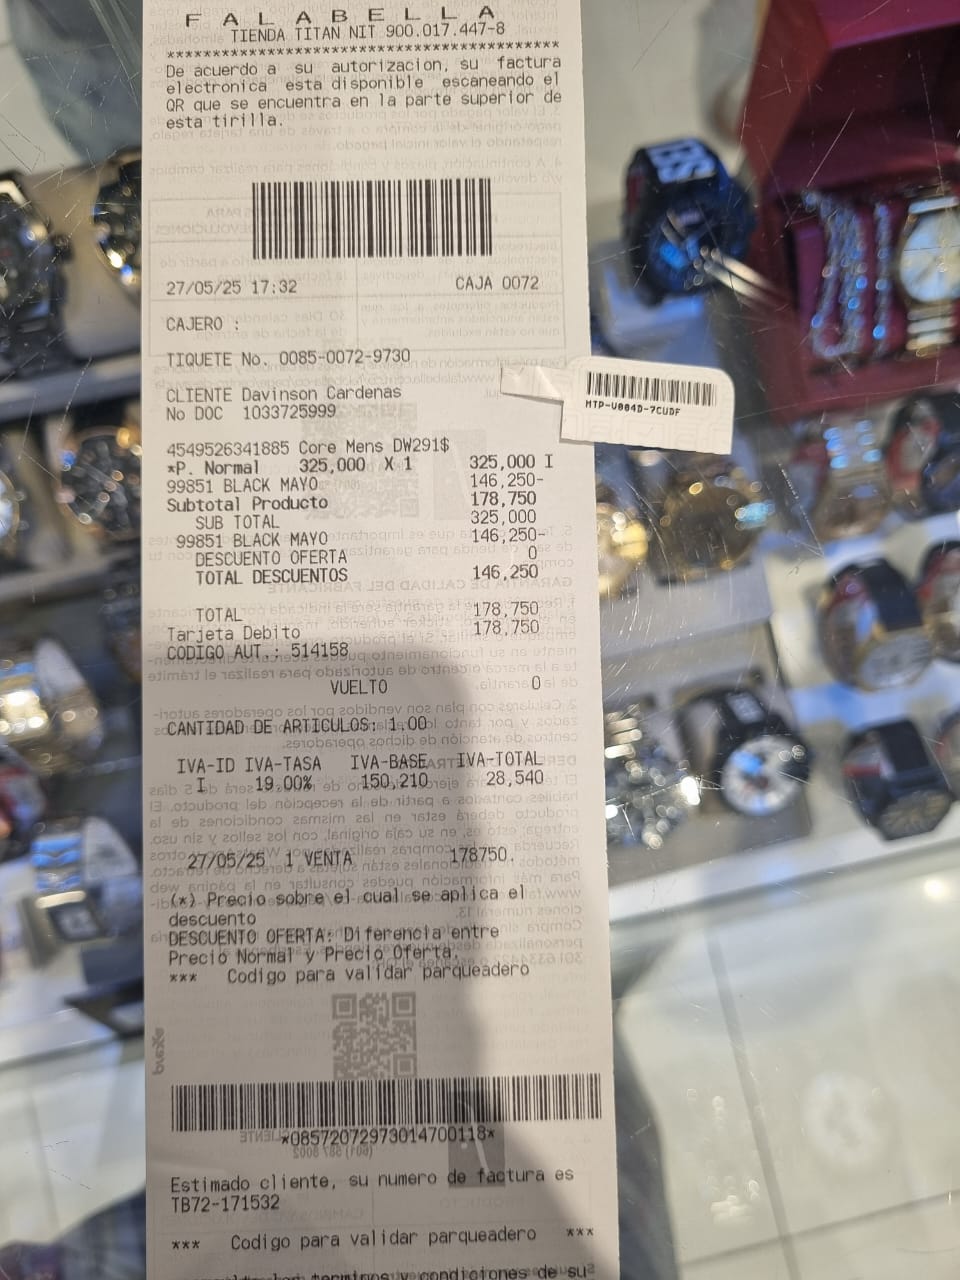 F A L A B E L L A
TIENDA TITAN NIT 900.017.447-8
************************************************
De acuerdo a su autorizacion, su factura
electronica esta disponible escaneando el
QR que se encuentra en la parte superior de
esta tirilla.
27/05/25 17:32 CAJA 0072
CAJERO :
TIQUETE No. 0085-0072-9730
CLIENTE Davinson Cardenas
No DOC 1033725999
MTP-V004D-7CUDF
4549526341885 Core Mens DW291$
*P. Normal 325,000 X 1 325,000 I
99851 BLACK MAYO 146,250-
Subtotal Producto 178,750
SUB TOTAL 325,000
99851 BLACK MAYO 146,250-
DESCUENTO OFERTA 0
TOTAL DESCUENTOS 146,250
TOTAL 178,750
Tarjeta Debito 178,750
CODIGO AUT.: 514158
VUELTO 0
CANTIDAD DE ARTICULOS: 1.00
IVA-ID IVA-TASA IVA-BASE IVA-TOTAL
I 19.00% 150,210 28,540
27/05/25 1 VENTA 178750.
(*) Precio sobre el cual se aplica el
descuento
DESCUENTO OFERTA: Diferencia entre
Precio Normal y Precio Oferta.
*** Codigo para validar parqueadero
*08572072973014700118*
Estimado cliente, su numero de factura es
TB72-171532
*** Codigo para validar parqueadero ***
terminos y condiciones de su